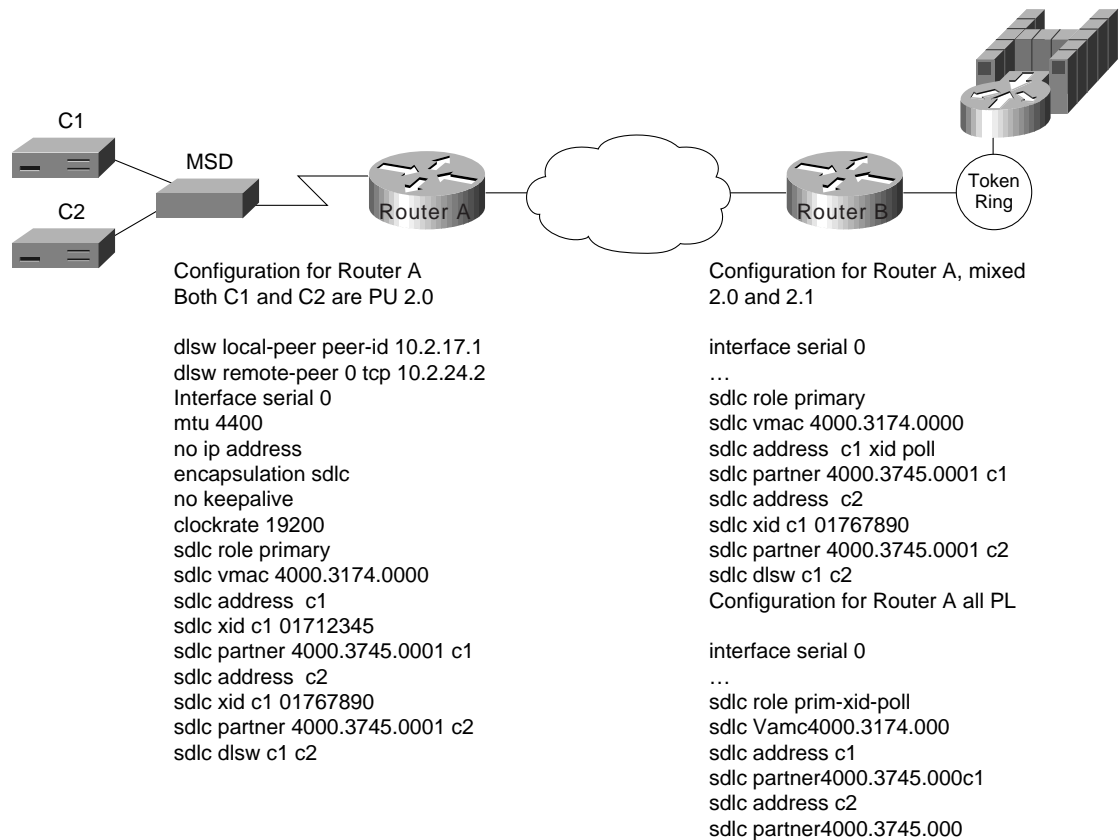 C1
MSD
C2
Router A
Router B
Token
Ring
Configuration for Router A
Both C1 and C2 are PU 2.0
dlsw local-peer peer-id 10.2.17.1
dlsw remote-peer 0 tcp 10.2.24.2
Interface serial 0
mtu 4400
no ip address
encapsulation sdlc
no keepalive
clockrate 19200
sdlc role primary
sdlc vmac 4000.3174.0000
sdlc address  c1
sdlc xid c1 01712345
sdlc partner 4000.3745.0001 c1
sdlc address  c2
sdlc xid c1 01767890
sdlc partner 4000.3745.0001 c2
sdlc dlsw c1 c2
Configuration for Router A, mixed
2.0 and 2.1
interface serial 0
…
sdlc role primary
sdlc vmac 4000.3174.0000
sdlc address  c1 xid poll
sdlc partner 4000.3745.0001 c1
sdlc address  c2
sdlc xid c1 01767890
sdlc partner 4000.3745.0001 c2
sdlc dlsw c1 c2
Configuration for Router A all PL
interface serial 0
…
sdlc role prim-xid-poll
sdlc Vamc4000.3174.000
sdlc address c1
sdlc partner4000.3745.000c1
sdlc address c2
sdlc partner4000.3745.000